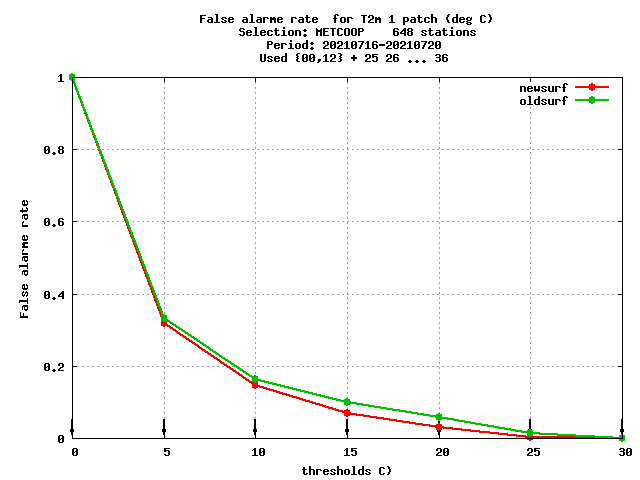 False alarme rate  for T2m 1 patch (deg C)
Selection: METCOOP    648 stations
Period: 20210716-20210720
Used {00,12} + 25 26 ... 36
newsurf
oldsurf
1
0.8
0.6
0.4
0.2
0
False alarme rate
0 5 10 15 20 25 30
thresholds C)